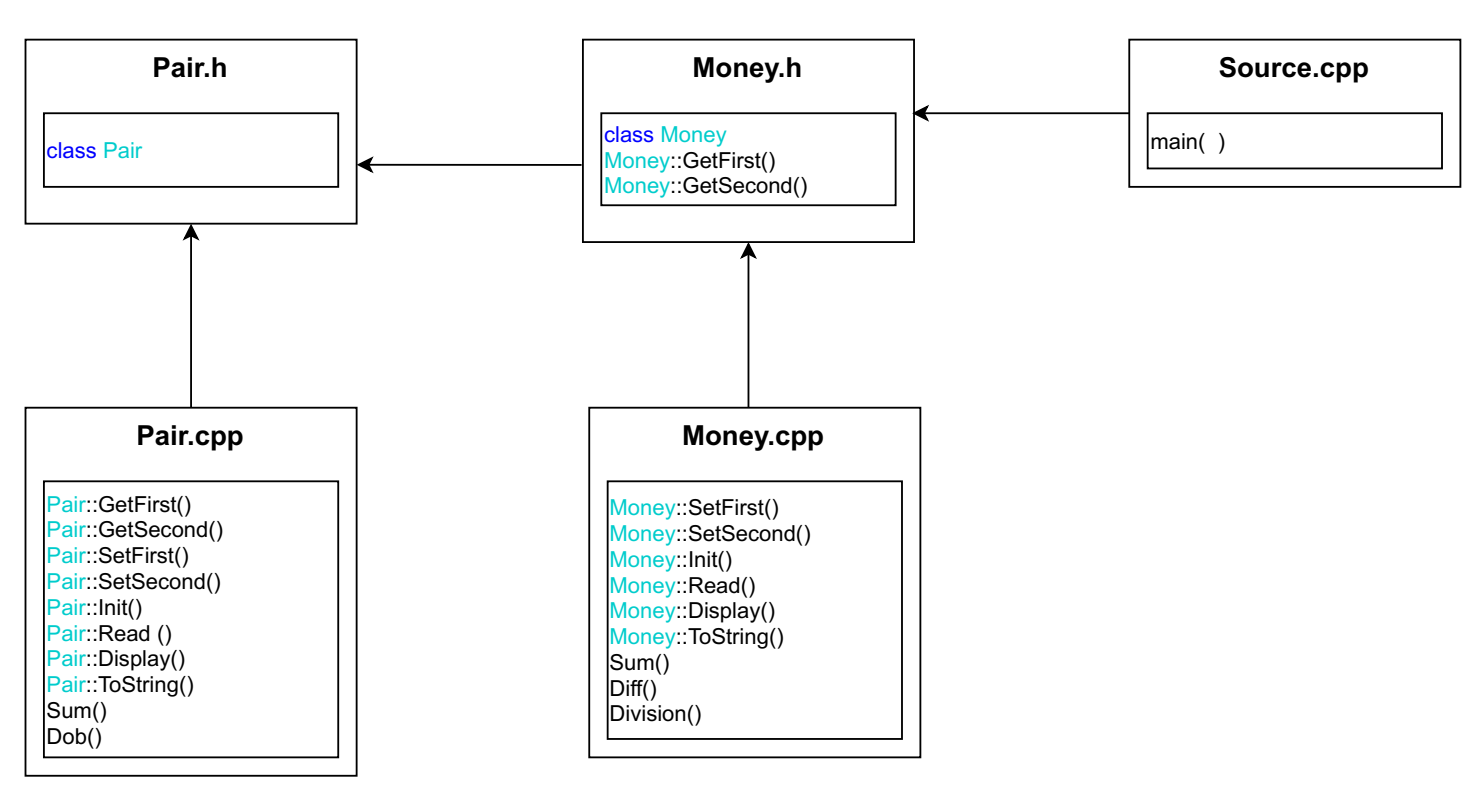 Pair.h
class Pair
Money.h
class Money
Money::GetFirst()
Money::GetSecond()
Source.cpp
main(  )
Pair.cpp
Pair::GetFirst()
Pair::GetSecond()
Pair::SetFirst()
Pair::SetSecond()
Pair::Init()
Pair::Read ()
Pair::Display()
Pair::ToString()
Sum()
Dob()
Money.cpp
Money::SetFirst()
Money::SetSecond()
Money::Init()
Money::Read()
Money::Display()
Money::ToString()
Sum()
Diff()
Division()